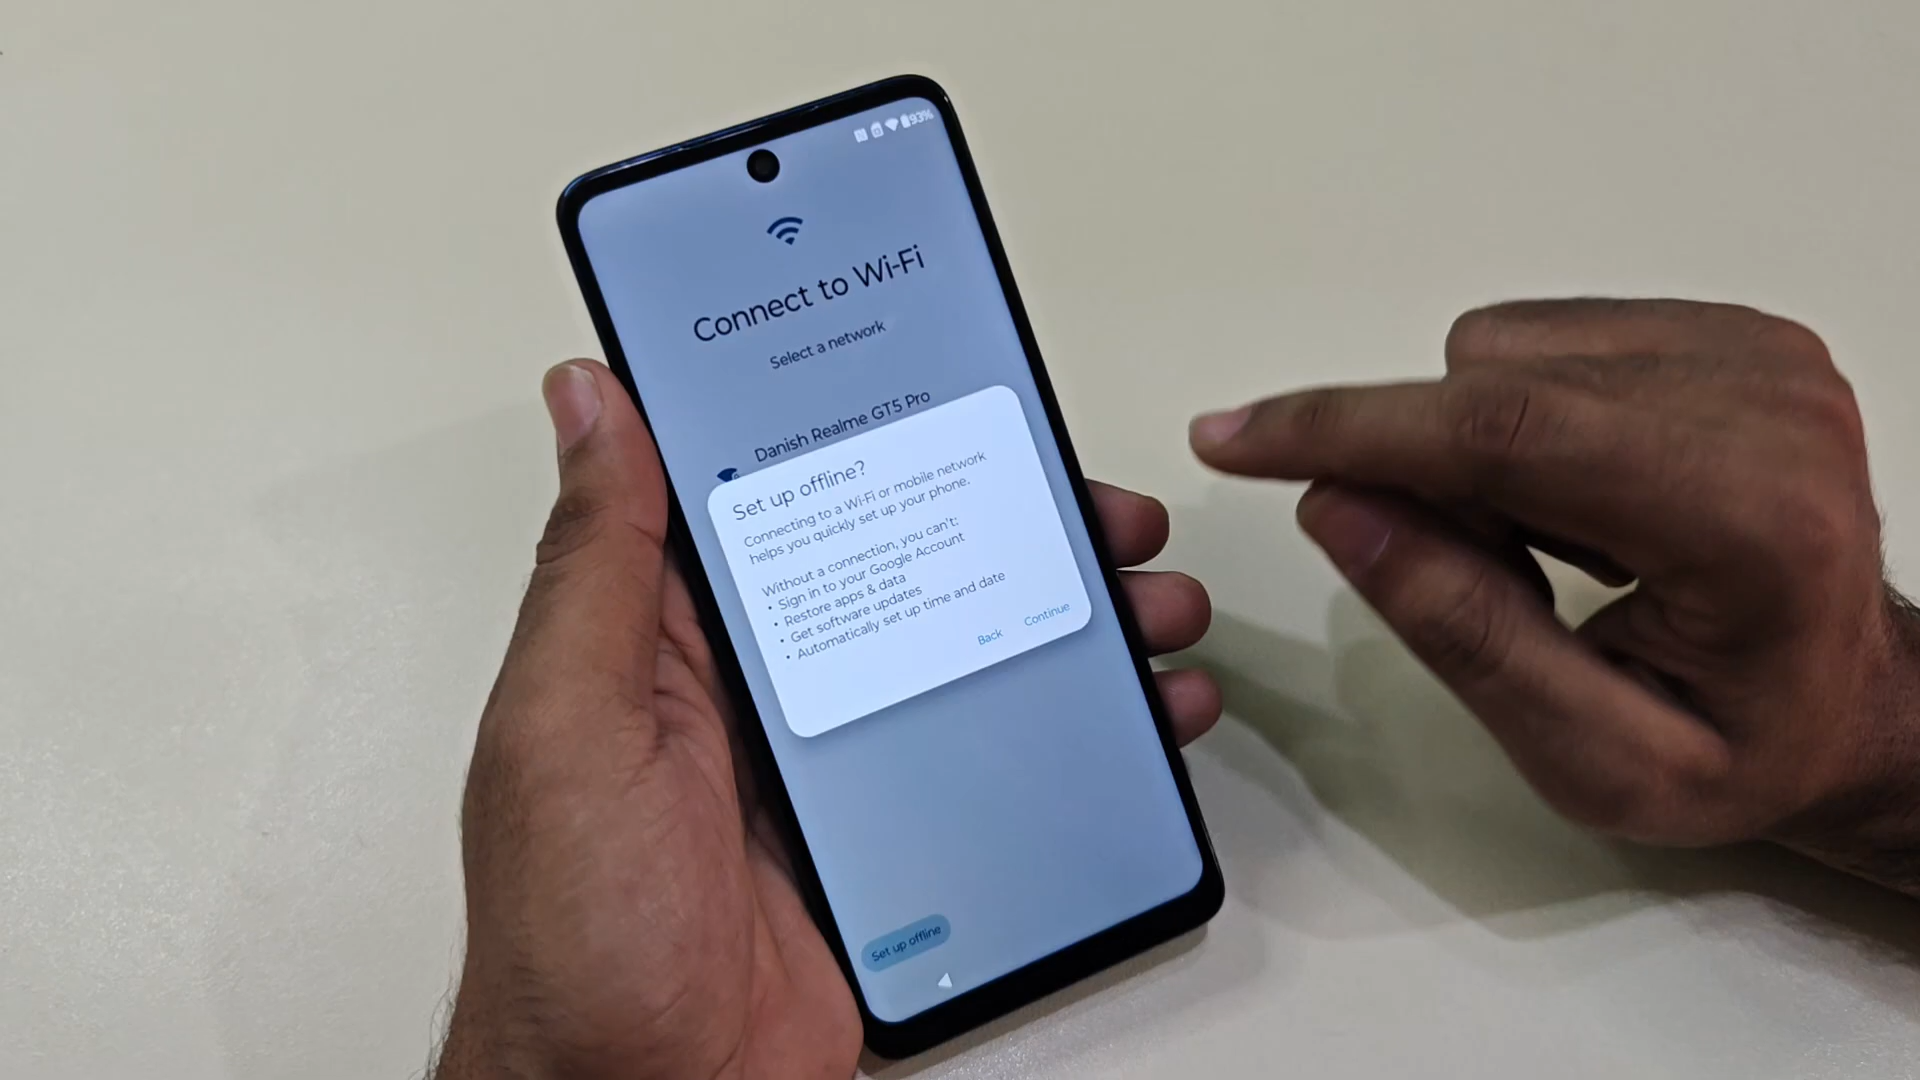 93%
Connect to Wi-Fi
Select a network
Danish Realme GT5 Pro
Set up offline?
Connecting to a Wi-Fi or mobile network
helps you quickly set up your phone.
Without a connection, you can't:
• Sign in to your Google Account
• Restore apps & data
• Get software updates
• Automatically set up time and date
Back
Continue
Set up offline